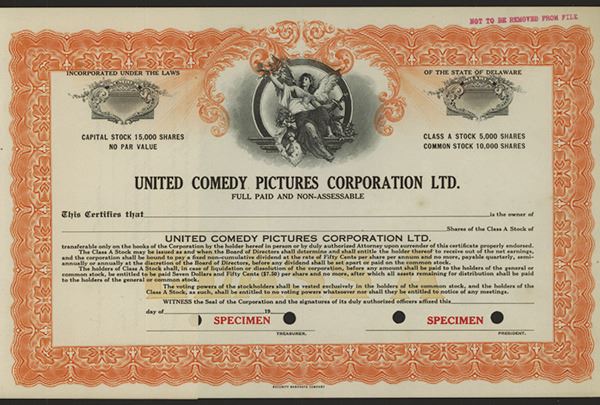 NOT TO BE REMOVED FROM FILE
INCORPORATED UNDER THE LAWS
OF THE STATE OF DELAWARE
CAPITAL STOCK 15,000 SHARES
NO PAR VALUE
CLASS A STOCK 5,000 SHARES
COMMON STOCK 10,000 SHARES
UNITED COMEDY PICTURES CORPORATION LTD.
FULL PAID AND NON-ASSESSABLE
This Certifies that is the owner of
Shares of the Class A Stock of
UNITED COMEDY PICTURES CORPORATION LTD.
transferable only on the books of the Corporation by the holder hereof in person or by duly authorized Attorney upon surrender of this certificate properly endorsed.
The Class A Stock may be issued as and when the Board of Directors shall determine and shall entitle the holder thereof to receive out of the net earnings,
and the corporation shall be bound to pay a fixed non-cumulative dividend at the rate of Fifty Cents per share per annum and no more, payable quarterly, semi-
annually or annually at the discretion of the Board of Directors, before any dividend shall be set apart or paid on the common stock.
The holders of Class A Stock shall, in case of liquidation or dissolution of the corporation, before any amount shall be paid to the holders of the general or
common stock, be entitled to be paid Seven Dollars and Fifty Cents ($7.50) per share and no more, after which all assets remaining for distribution shall be paid
to the holders of the general or common stock.
The voting powers of the stockholders shall be vested exclusively in the holders of the common stock, and the holders of the
Class A Stock, as such, shall be entitled to no voting powers whatsoever nor shall they be entitled to notice of any meetings.
WITNESS the Seal of the Corporation and the signatures of its duly authorized officers affixed this
day of 19
SPECIMEN SPECIMEN
TREASURER. PRESIDENT.
SECURITY BANKNOTE COMPANY